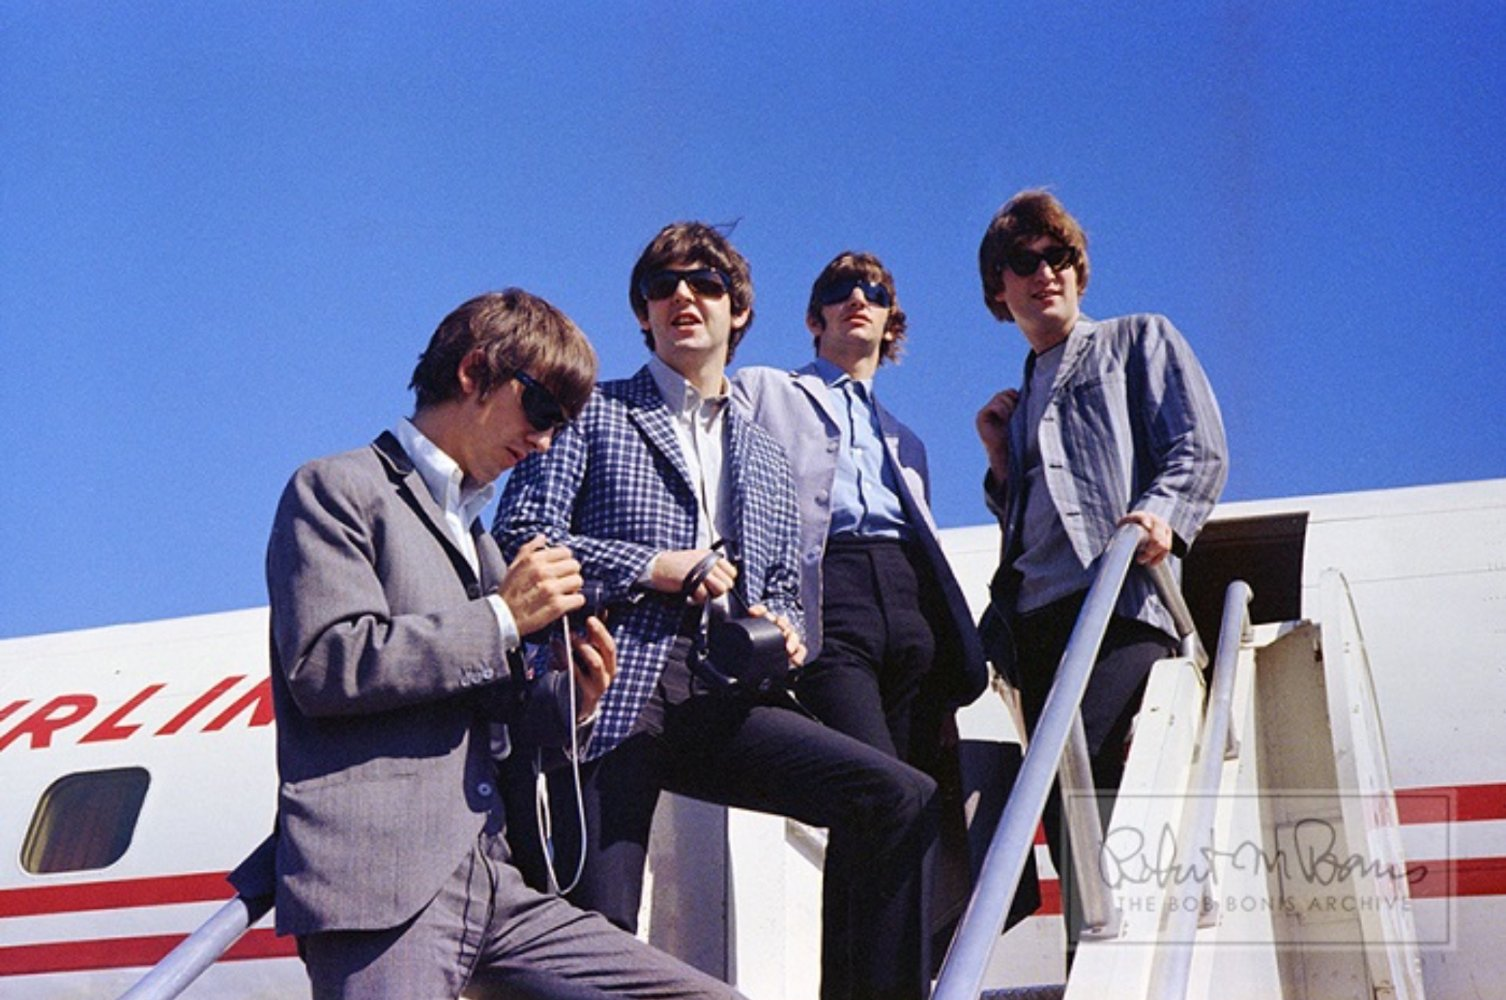 RLIN
Robert M Bonis
THE BOB BONIS ARCHIVE